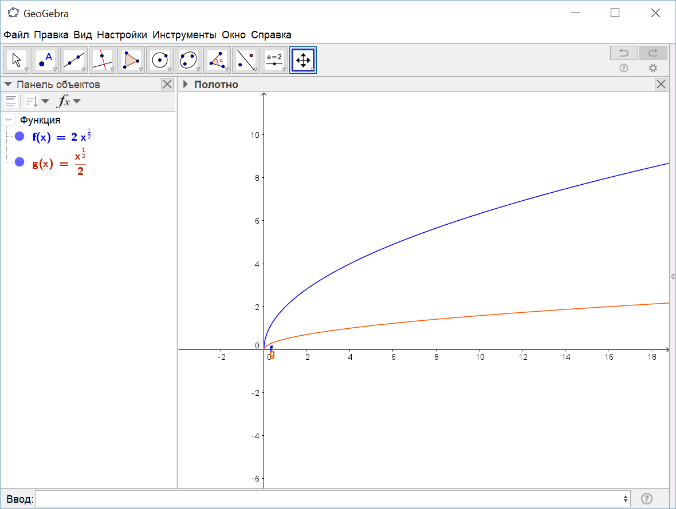 GeoGebra
Файл Правка Вид Настройки Инструменты Окно Справка
A
a=2
Панель объектов
Полотно
fx
Функция
f(x) = 2 x^(1/2)
g(x) = x^(1/2)/2
10
8
6
4
2
0
-2 0 2 4 6 8 10 12 14 16 18
f
g
-2
-4
-6
Ввод: